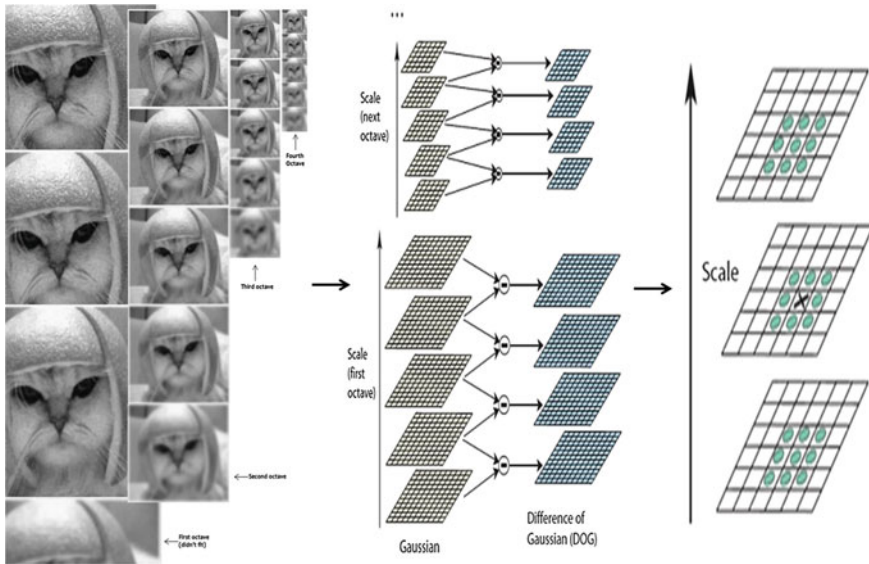 Fourth
Octave
Third octave
Second octave
First octave
(didn't fit)
...
Scale
(next
octave)
Scale
(first
octave)
Gaussian
Difference of
Gaussian (DOG)
Scale